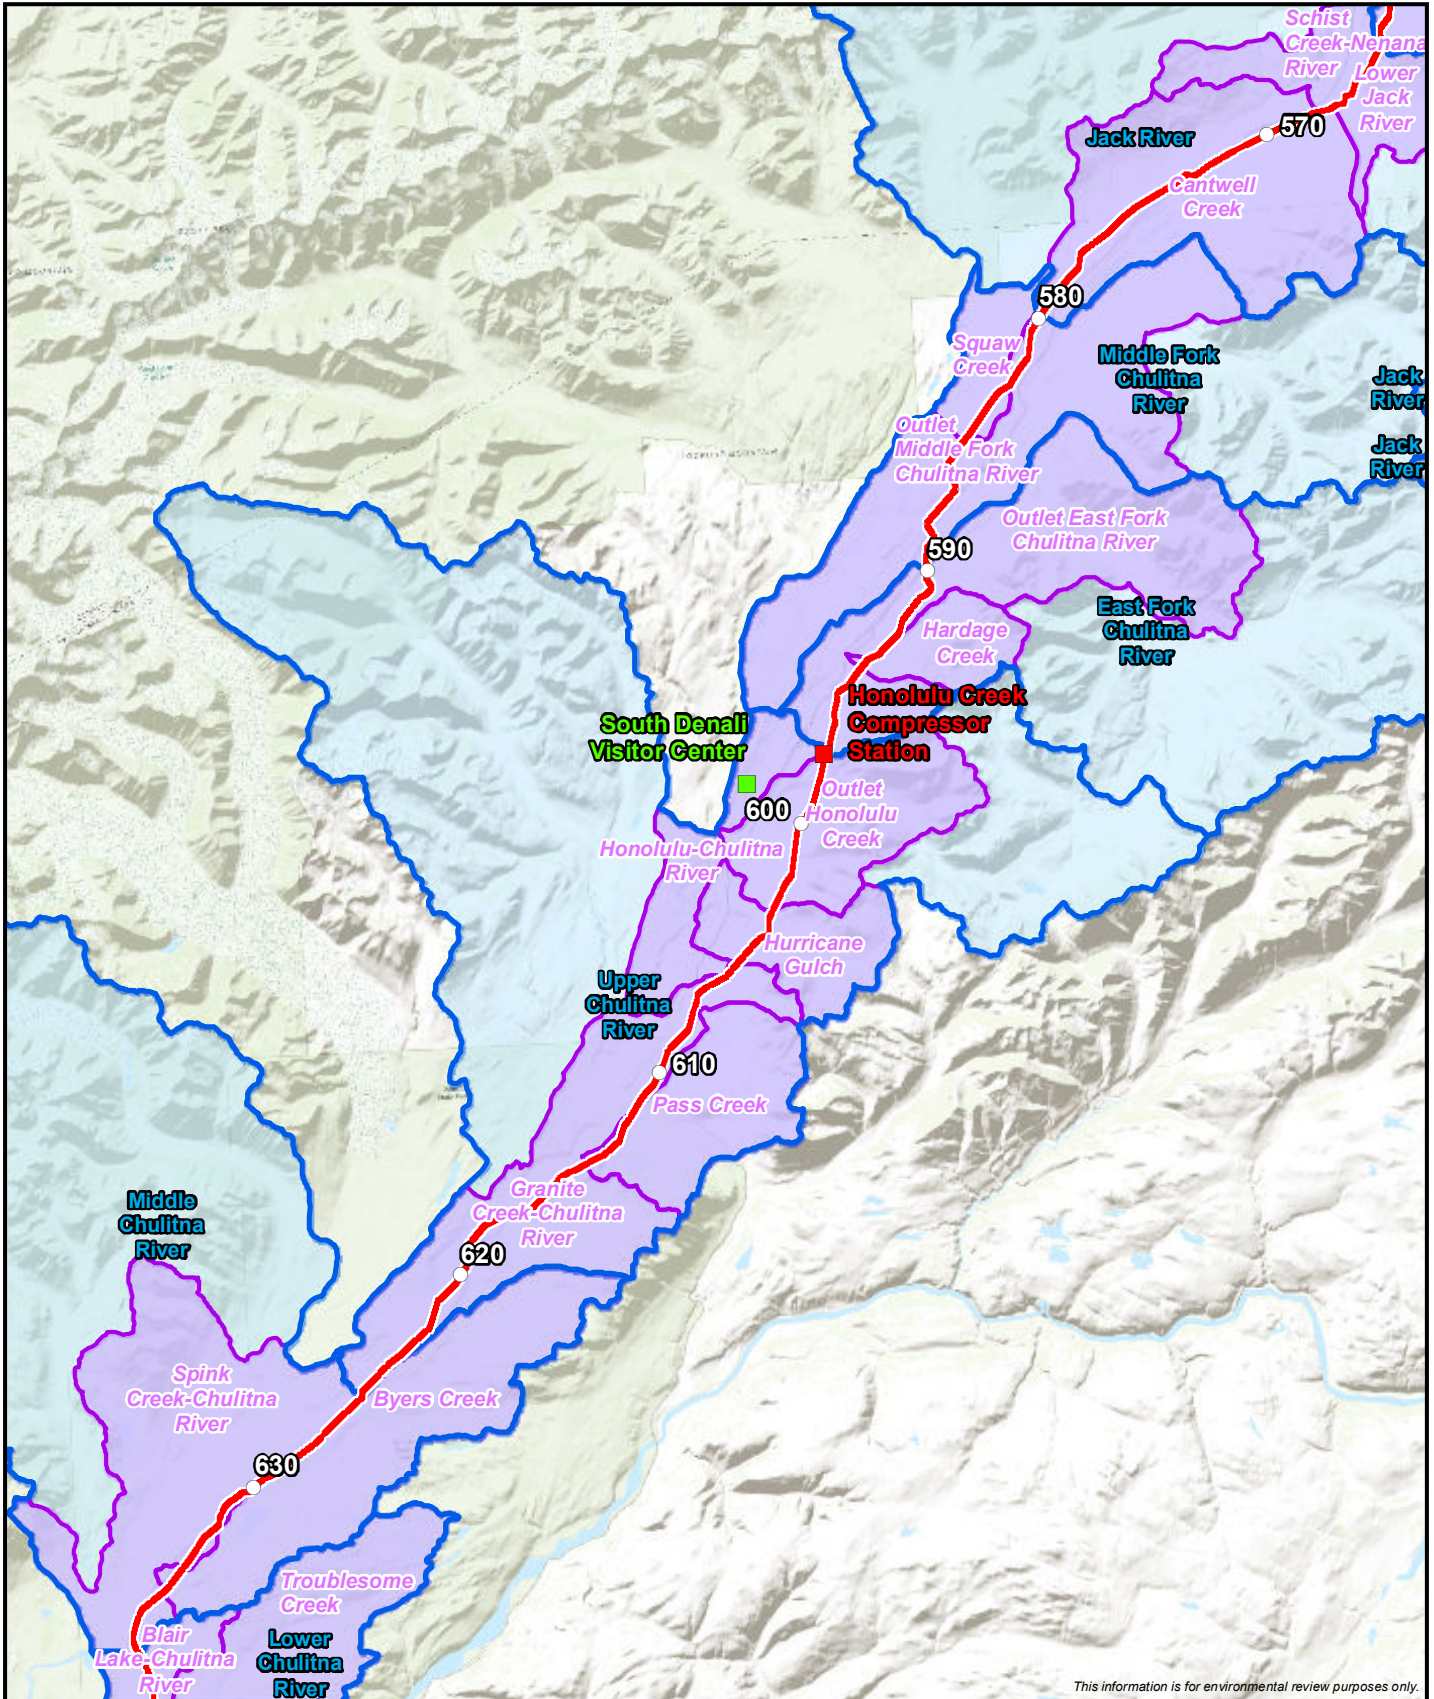 Schist
Creek-Nenana
River
Lower
Jack
River
570
Jack River
Cantwell
Creek
580
Squaw
Creek
Middle Fork
Chulitna
River
Jack
River
Outlet
Middle Fork
Chulitna River
Jack
River
Outlet East Fork
Chulitna River
590
East Fork
Chulitna
River
Hardage
Creek
Honolulu Creek
Compressor
Station
South Denali
Visitor Center
600
Outlet
Honolulu
Creek
Honolulu-Chulitna
River
Hurricane
Gulch
Upper
Chulitna
River
610
Pass Creek
Granite
Creek-Chulitna
River
Middle
Chulitna
River
620
Spink
Creek-Chulitna
River
Byers Creek
630
Troublesome
Creek
Blair
Lake-Chulitna
River
Lower
Chulitna
River
This information is for environmental review purposes only.